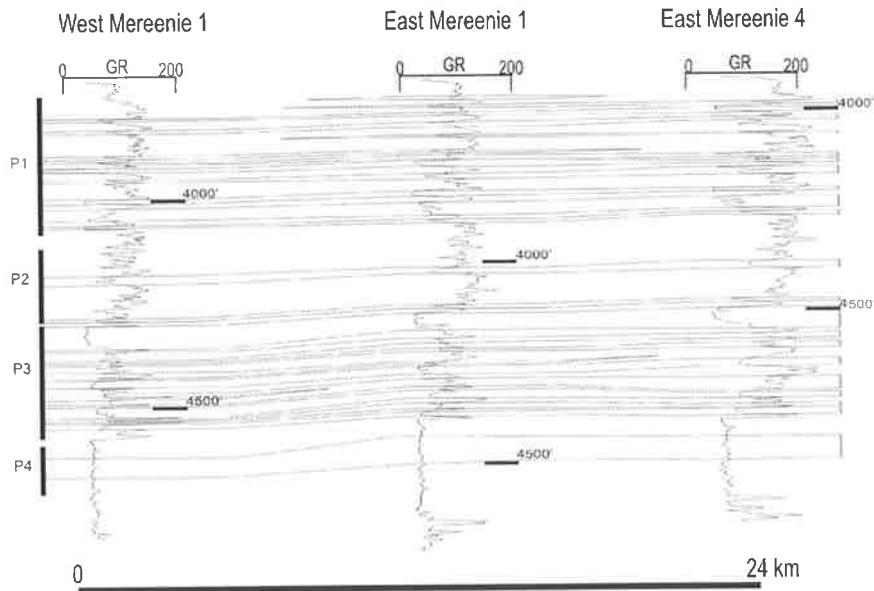 West Mereenie 1
East Mereenie 1
East Mereenie 4
0 GR 200
0 GR 200
0 GR 200
4000'
P1
4000'
P2
4000'
4500'
P3
4500'
P4
4500'
0
24 km